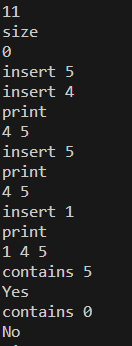 11
size
0
insert 5
insert 4
print
4 5
insert 5
print
4 5
insert 1
print
1 4 5
contains 5
Yes
contains 0
No